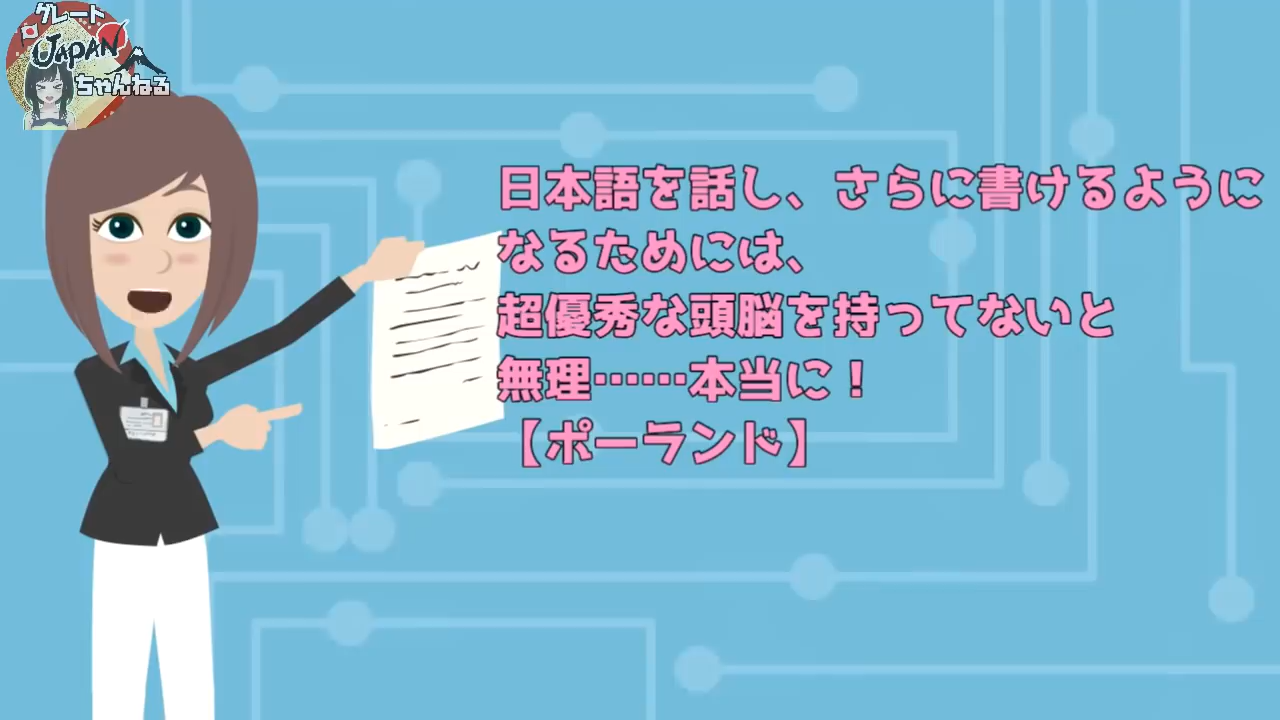 グレート
JAPAN
ちゃんねる
日本語を話し、さらに書けるように
なるためには、
超優秀な頭脳を持ってないと
無理……本当に！
【ポーランド】